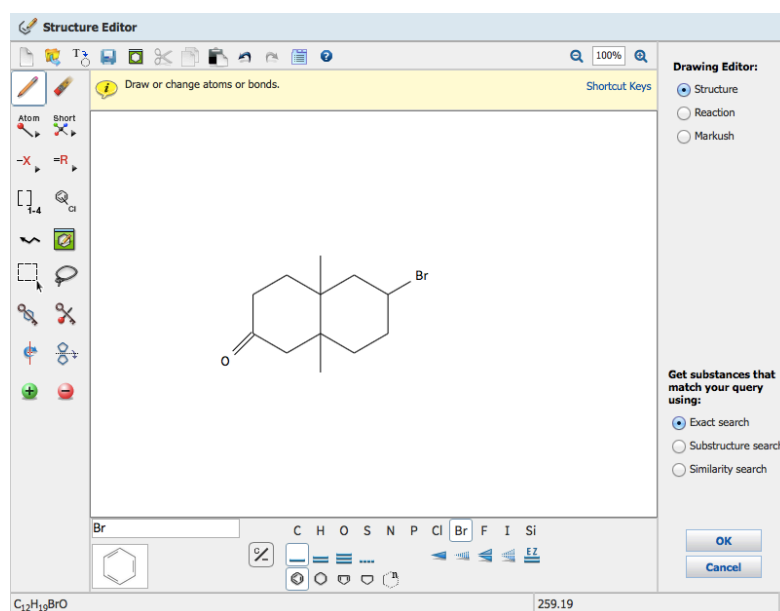 Structure Editor
100%
Draw or change atoms or bonds.
Shortcut Keys
Drawing Editor:
Structure
Reaction
Markush
Atom
Short
-X
=R
[ ]1-4
Cl
Br
O
Get substances that
match your query
using:
Exact search
Substructure searc
Similarity search
Br
C H O S N P Cl Br F I Si
C
EZ
n
OK
Cancel
C12H19BrO
259.19